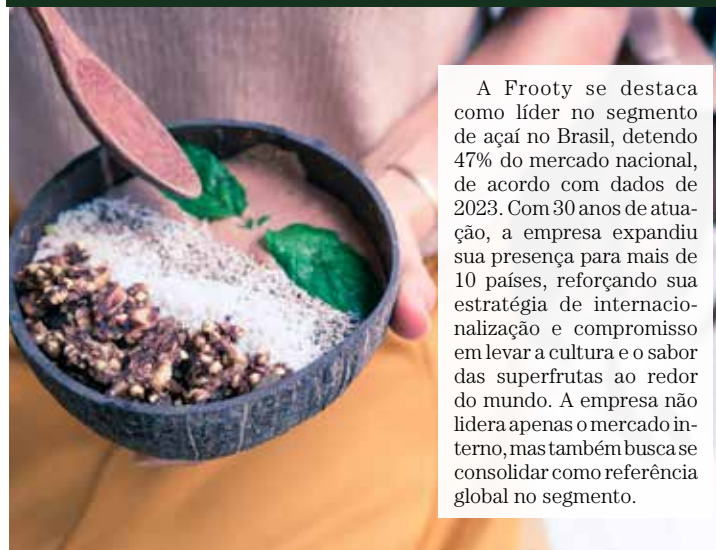 A Frooty se destaca
como líder no segmento
de açaí no Brasil, detendo
47% do mercado nacional,
de acordo com dados de
2023. Com 30 anos de atua-
ção, a empresa expandiu
sua presença para mais de
10 países, reforçando sua
estratégia de internacio-
nalização e compromisso
em levar a cultura e o sabor
das superfrutas ao redor
do mundo. A empresa não
lidera apenas o mercado in-
terno, mas também busca se
consolidar como referência
global no segmento.